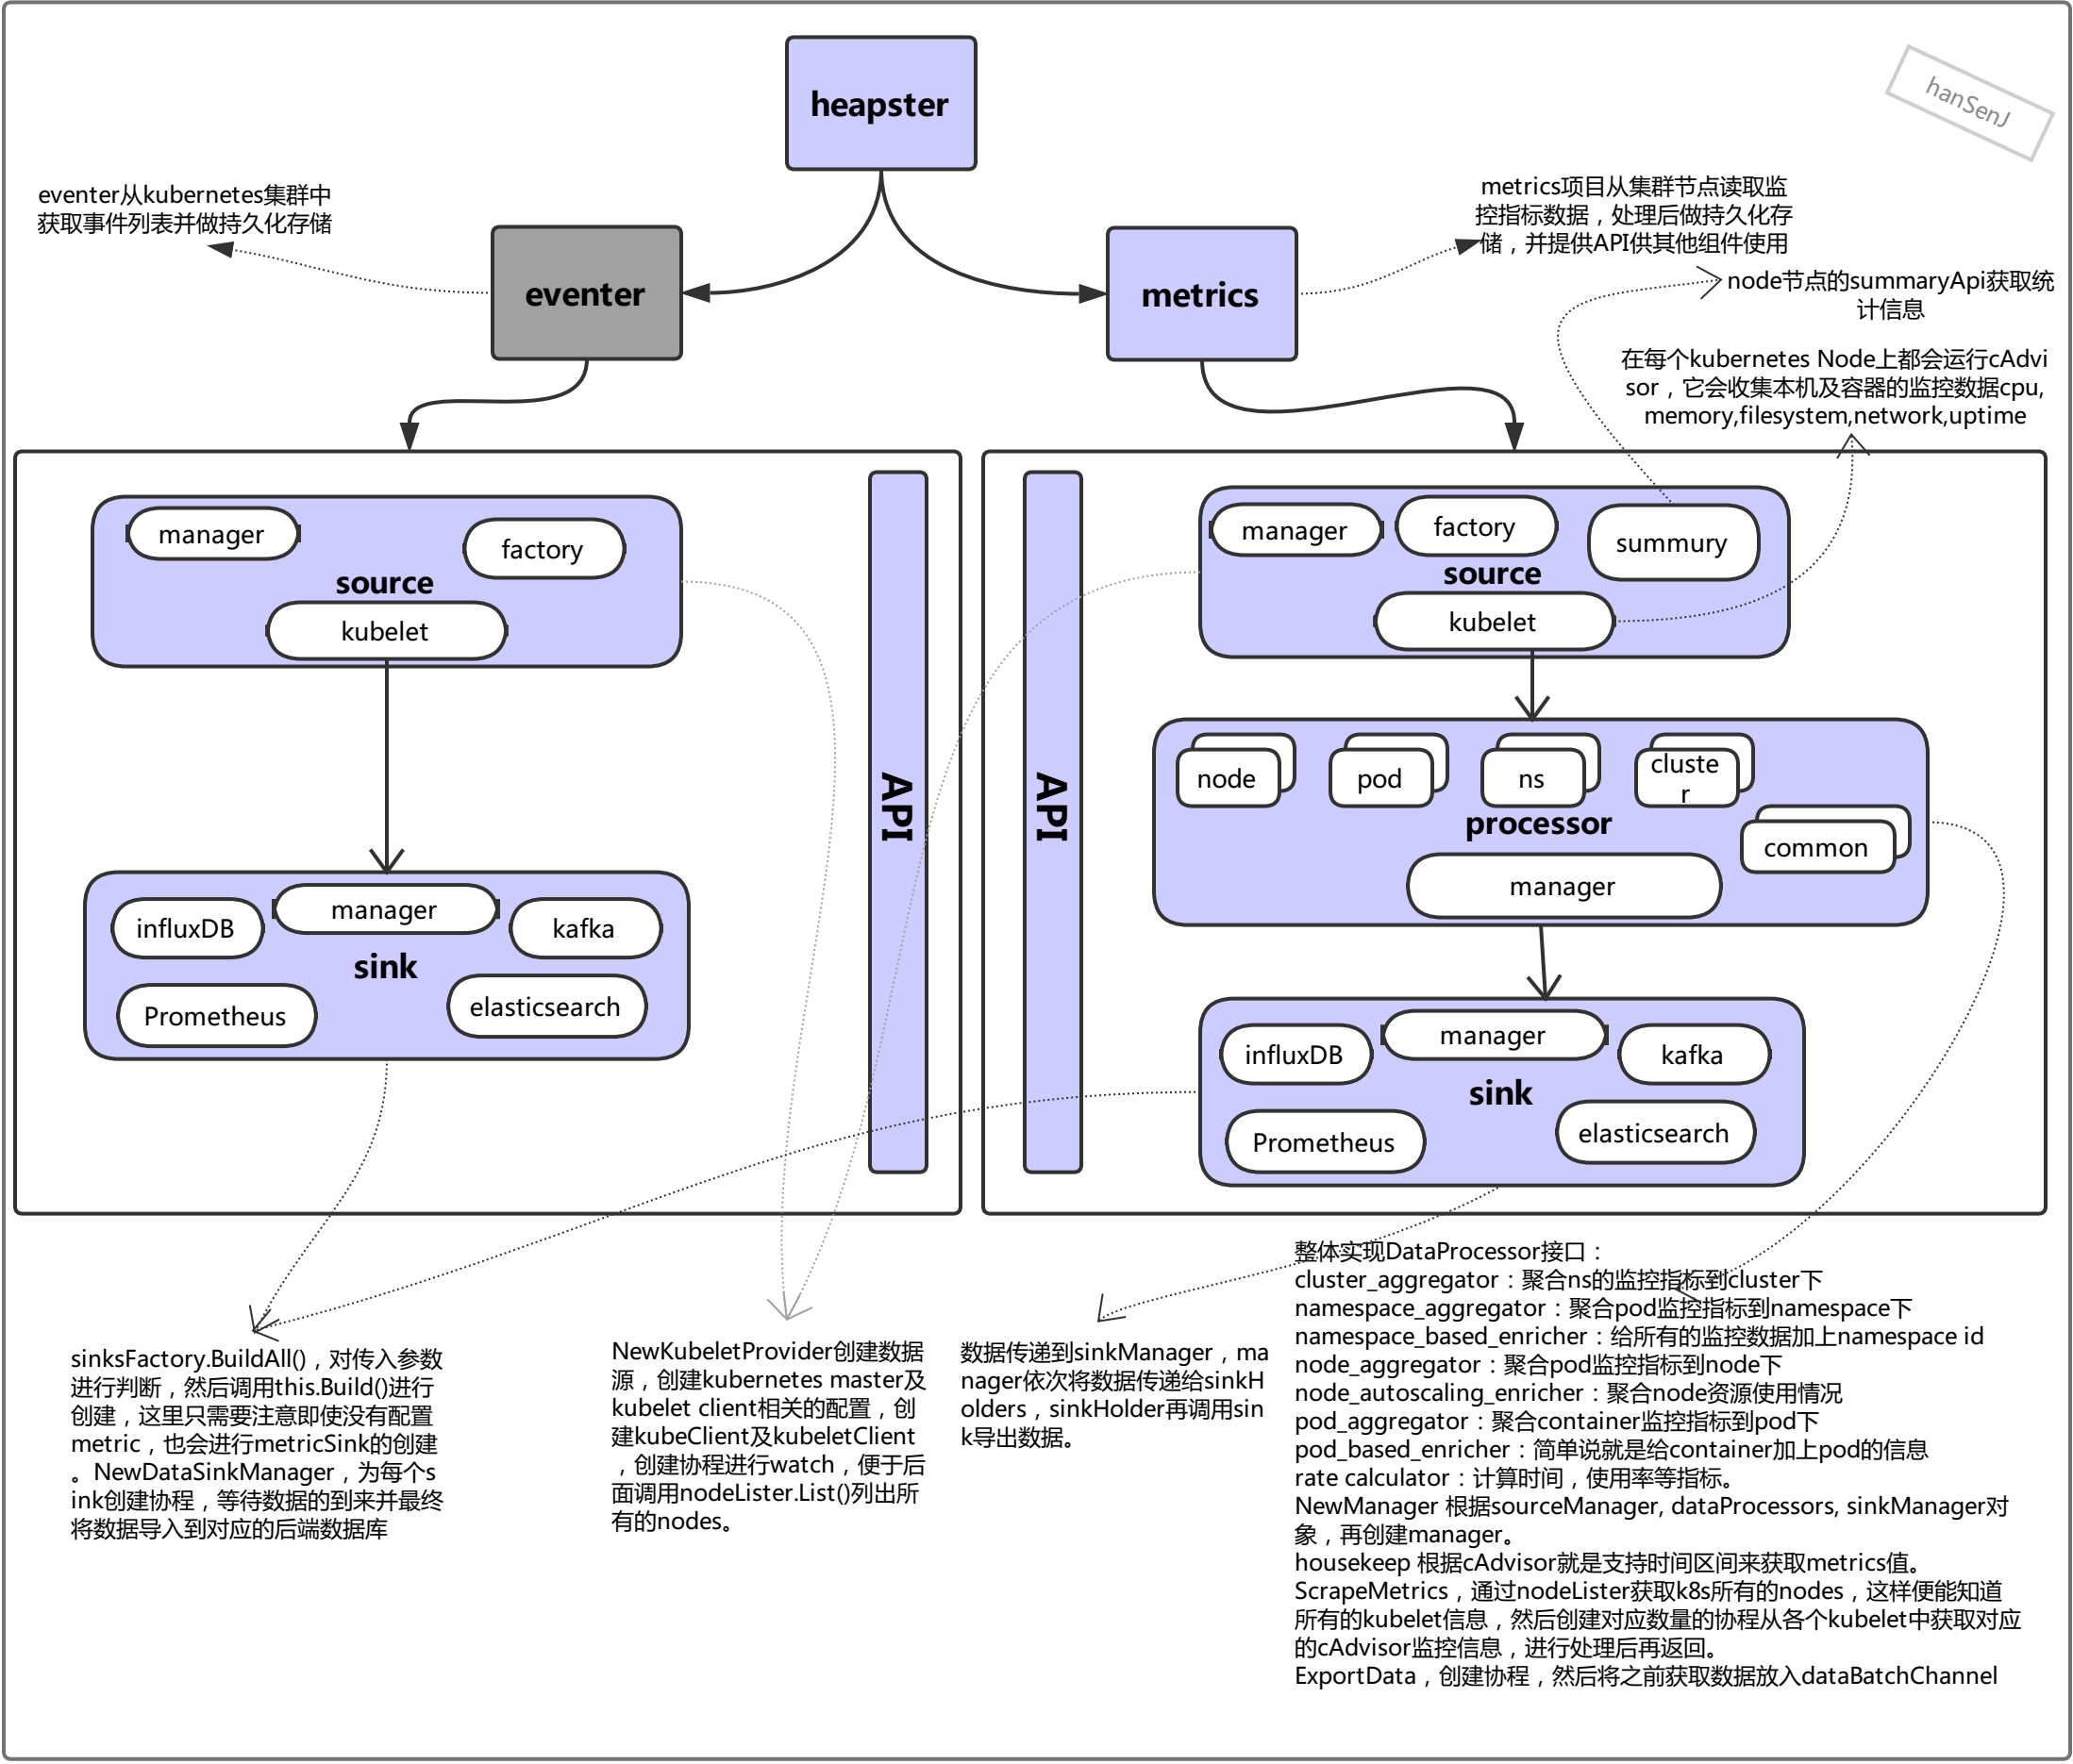 heapster
hanSenJ
eventer从kubernetes集群中
获取事件列表并做持久化存储
metrics项目从集群节点读取监
控指标数据，处理后做持久化存
储，并提供API供其他组件使用
eventer
metrics
node节点的summaryApi获取统
计信息
在每个kubernetes Node上都会运行cAdvi
sor，它会收集本机及容器的监控数据cpu,
memory,filesystem,network,uptime
manager
factory
source
kubelet
API
influxDB
manager
kafka
sink
Prometheus
elasticsearch
API
manager
factory
summury
source
kubelet
node
pod
ns
cluste
r
processor
common
manager
influxDB
manager
kafka
sink
Prometheus
elasticsearch
sinksFactory.BuildAll()，对传入参数
进行判断，然后调用this.Build()进行
创建，这里只需要注意即使没有配置
metric，也会进行metricSink的创建
。NewDataSinkManager，为每个s
ink创建协程，等待数据的到来并最终
将数据导入到对应的后端数据库
NewKubeletProvider创建数据
源，创建kubernetes master及
kubelet client相关的配置，创
建kubeClient及kubeletClient
，创建协程进行watch，便于后
面调用nodeLister.List()列出所
有的nodes。
数据传递到sinkManager，ma
nager依次将数据传递给sinkH
olders，sinkHolder再调用sin
k导出数据。
整体实现DataProcessor接口：
cluster_aggregator：聚合ns的监控指标到cluster下
namespace_aggregator：聚合pod监控指标到namespace下
namespace_based_enricher：给所有的监控数据加上namespace id
node_aggregator：聚合pod监控指标到node下
node_autoscaling_enricher：聚合node资源使用情况
pod_aggregator：聚合container监控指标到pod下
pod_based_enricher：简单说就是给container加上pod的信息
rate calculator：计算时间，使用率等指标。
NewManager 根据sourceManager, dataProcessors, sinkManager对
象，再创建manager。
housekeep 根据cAdvisor就是支持时间区间来获取metrics值。
ScrapeMetrics，通过nodeLister获取k8s所有的nodes，这样便能知道
所有的kubelet信息，然后创建对应数量的协程从各个kubelet中获取对应
的cAdvisor监控信息，进行处理后再返回。
ExportData，创建协程，然后将之前获取数据放入dataBatchChannel